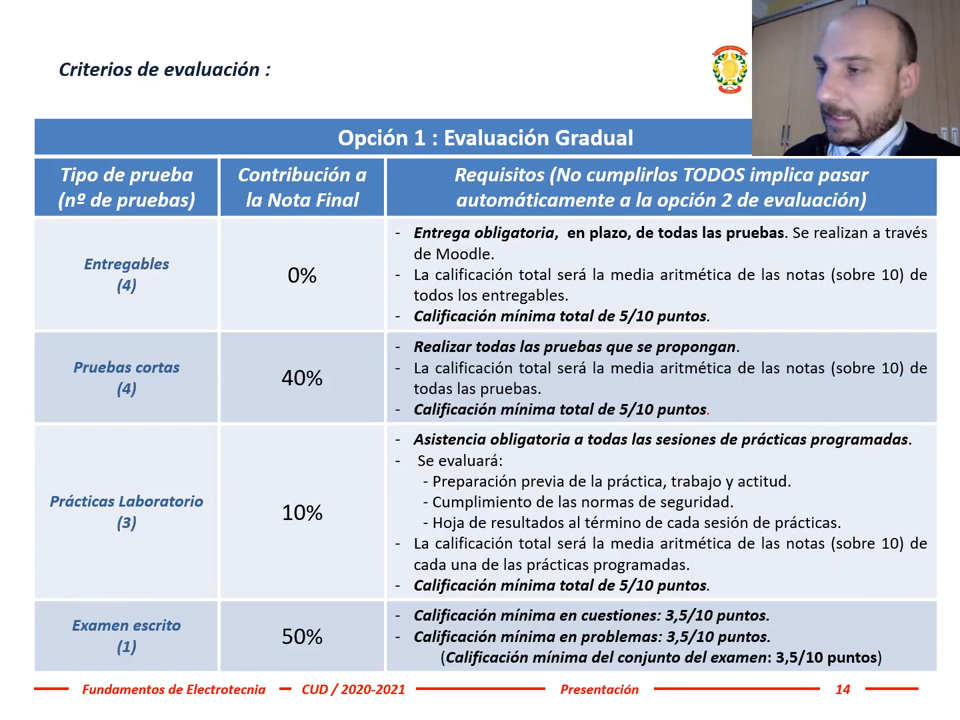 Criterios de evaluación :
Opción 1 : Evaluación Gradual
Tipo de prueba
(nº de pruebas)
Contribución a
la Nota Final
Requisitos (No cumplirlos TODOS implica pasar
automáticamente a la opción 2 de evaluación)
Entregables
(4)
0%
- Entrega obligatoria, en plazo, de todas las pruebas. Se realizan a través
de Moodle.
- La calificación total será la media aritmética de las notas (sobre 10) de
todos los entregables.
- Calificación mínima total de 5/10 puntos.
Pruebas cortas
(4)
40%
- Realizar todas las pruebas que se propongan.
- La calificación total será la media aritmética de las notas (sobre 10) de
todas las pruebas.
- Calificación mínima total de 5/10 puntos.
Prácticas Laboratorio
(3)
10%
- Asistencia obligatoria a todas las sesiones de prácticas programadas.
- Se evaluará:
- Preparación previa de la práctica, trabajo y actitud.
- Cumplimiento de las normas de seguridad.
- Hoja de resultados al término de cada sesión de prácticas.
- La calificación total será la media aritmética de las notas (sobre 10) de
cada una de las prácticas programadas.
- Calificación mínima total de 5/10 puntos.
Examen escrito
(1)
50%
- Calificación mínima en cuestiones: 3,5/10 puntos.
- Calificación mínima en problemas: 3,5/10 puntos.
(Calificación mínima del conjunto del examen: 3,5/10 puntos)
Fundamentos de Electrotecnia
CUD / 2020-2021
Presentación
14